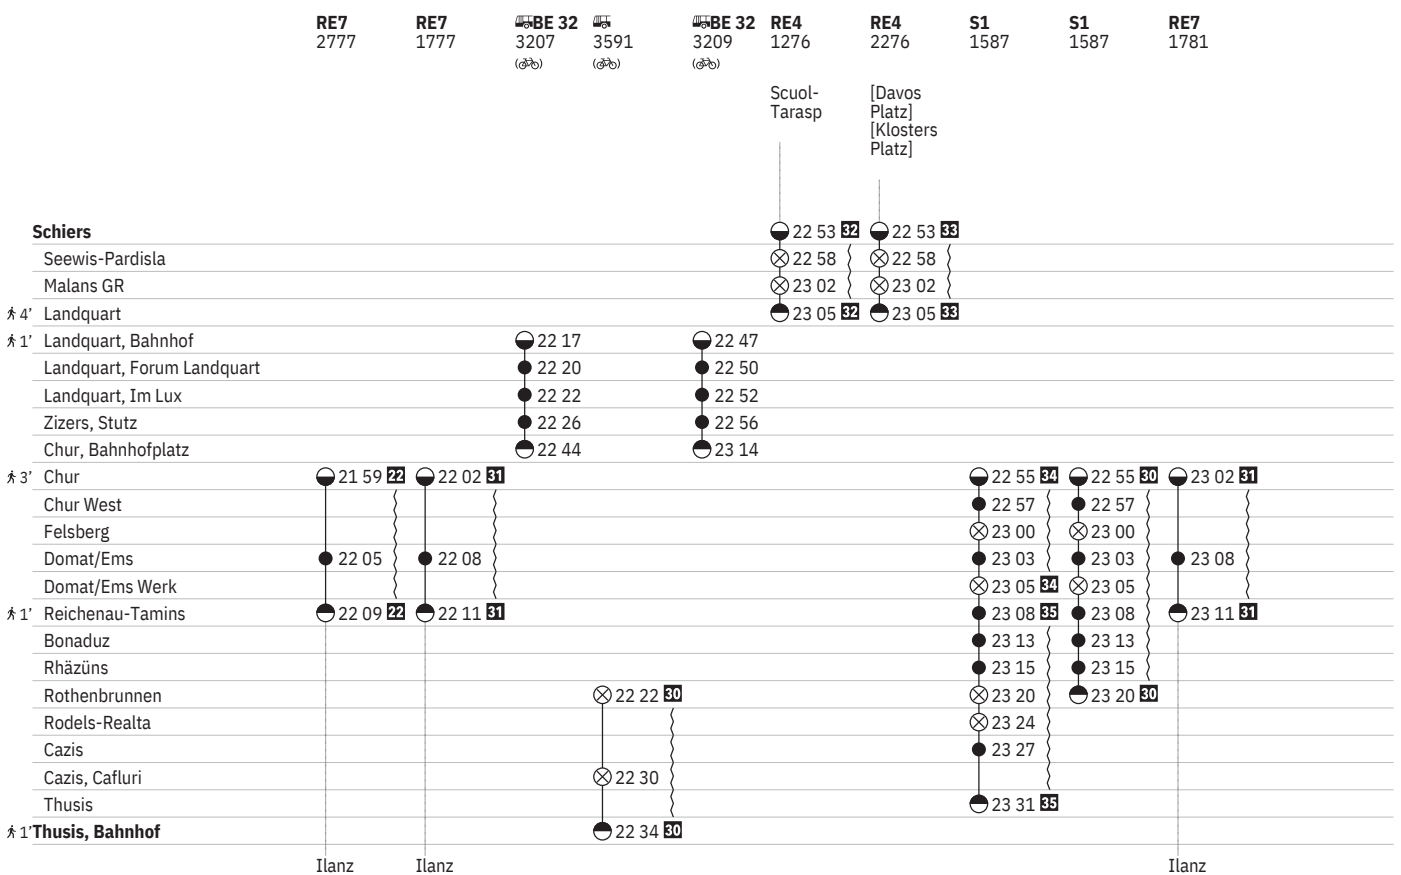 RE7 RE7 BE 32 BE 32 RE4 RE4 S1 S1 RE7
2777 1777 3207 3591 3209 1276 2276 1587 1587 1781
Scuol- [Davos
Tarasp Platz]
[Klosters
Platz]
Schiers 22 53 32 22 53 33
Seewis-Pardisla 22 58 22 58
Malans GR 23 02 23 02
4’ Landquart 23 05 32 23 05 33
1’ Landquart, Bahnhof 22 17 22 47
Landquart, Forum Landquart 22 20 22 50
Landquart, Im Lux 22 22 22 52
Zizers, Stutz 22 26 22 56
Chur, Bahnhofplatz 22 44 23 14
3’ Chur 21 59 22 22 02 31 22 55 34 22 55 30 23 02 31
Chur West 22 57 22 57
Felsberg 23 00 23 00
Domat/Ems 22 05 22 08 23 03 23 03 23 08
Domat/Ems Werk 23 05 34 23 05
1’ Reichenau-Tamins 22 09 22 22 11 31 23 08 35 23 08 23 11 31
Bonaduz 23 13 23 13
Rhäzüns 23 15 23 15
Rothenbrunnen 22 22 30 23 20 23 20 30
Rodels-Realta 23 24
Cazis 23 27
Cazis, Cafluri 22 30
Thusis 23 31 35
1’ Thusis, Bahnhof 22 34 30
Ilanz Ilanz Ilanz